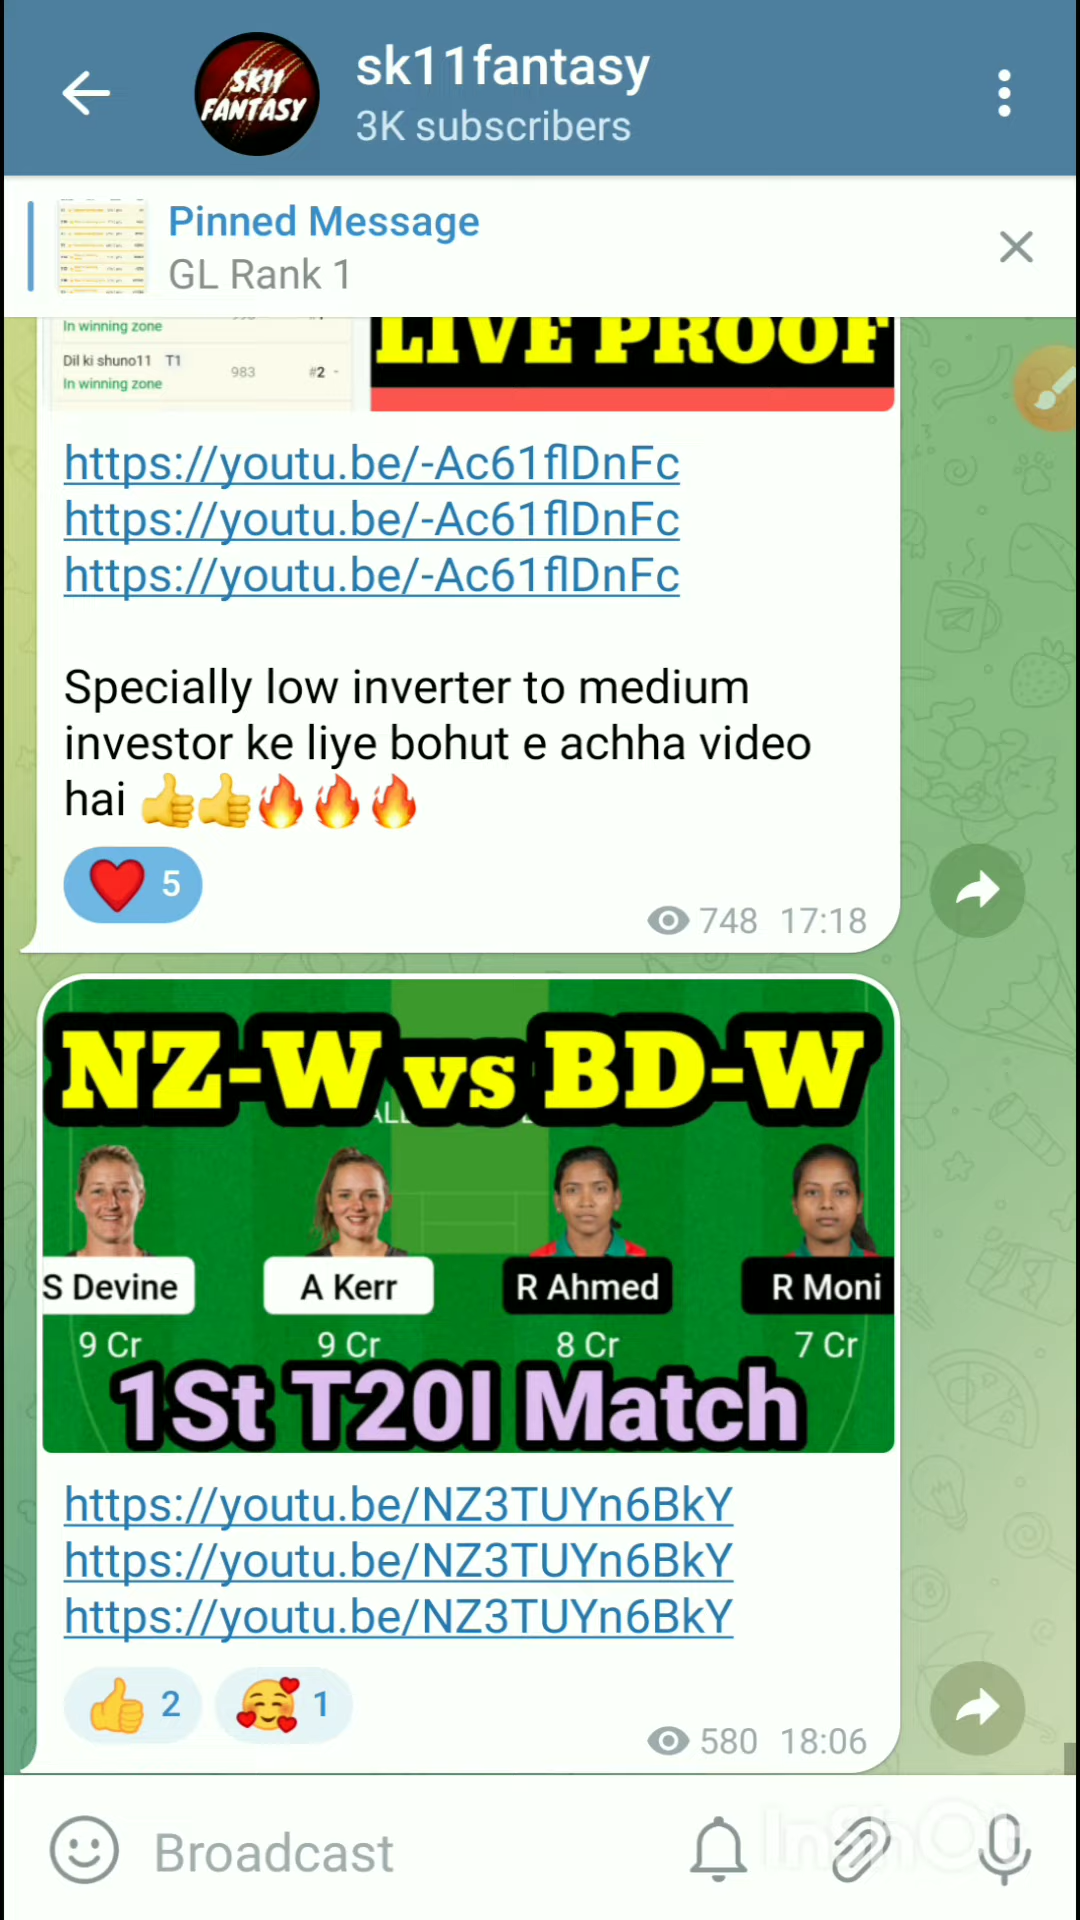 sk11fantasy
SK11
FANTASY
3K subscribers
Pinned Message
GL Rank 1
In winning zone
LIVE PROOF
Dil ki shuno11 T1
983 #2
In winning zone
https://youtu.be/-Ac61flDnFc
https://youtu.be/-Ac61flDnFc
https://youtu.be/-Ac61flDnFc
Specially low inverter to medium
investor ke liye bohut e achha video
hai 👍👍🔥🔥🔥
❤️ 5
748 17:18
NZ-W vs BD-W
S Devine A Kerr R Ahmed R Moni
9 Cr 9 Cr 8 Cr 7 Cr
1St T20I Match
https://youtu.be/NZ3TUYn6BkY
https://youtu.be/NZ3TUYn6BkY
https://youtu.be/NZ3TUYn6BkY
👍 2 🥰 1
580 18:06
Broadcast
InShOt